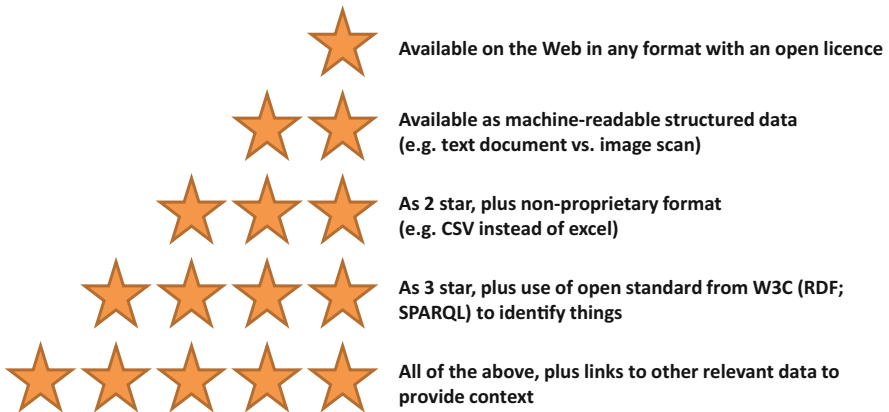 Available on the Web in any format with an open licence
Available as machine-readable structured data
(e.g. text document vs. image scan)
As 2 star, plus non-proprietary format
(e.g. CSV instead of excel)
As 3 star, plus use of open standard from W3C (RDF;
SPARQL) to identify things
All of the above, plus links to other relevant data to
provide context